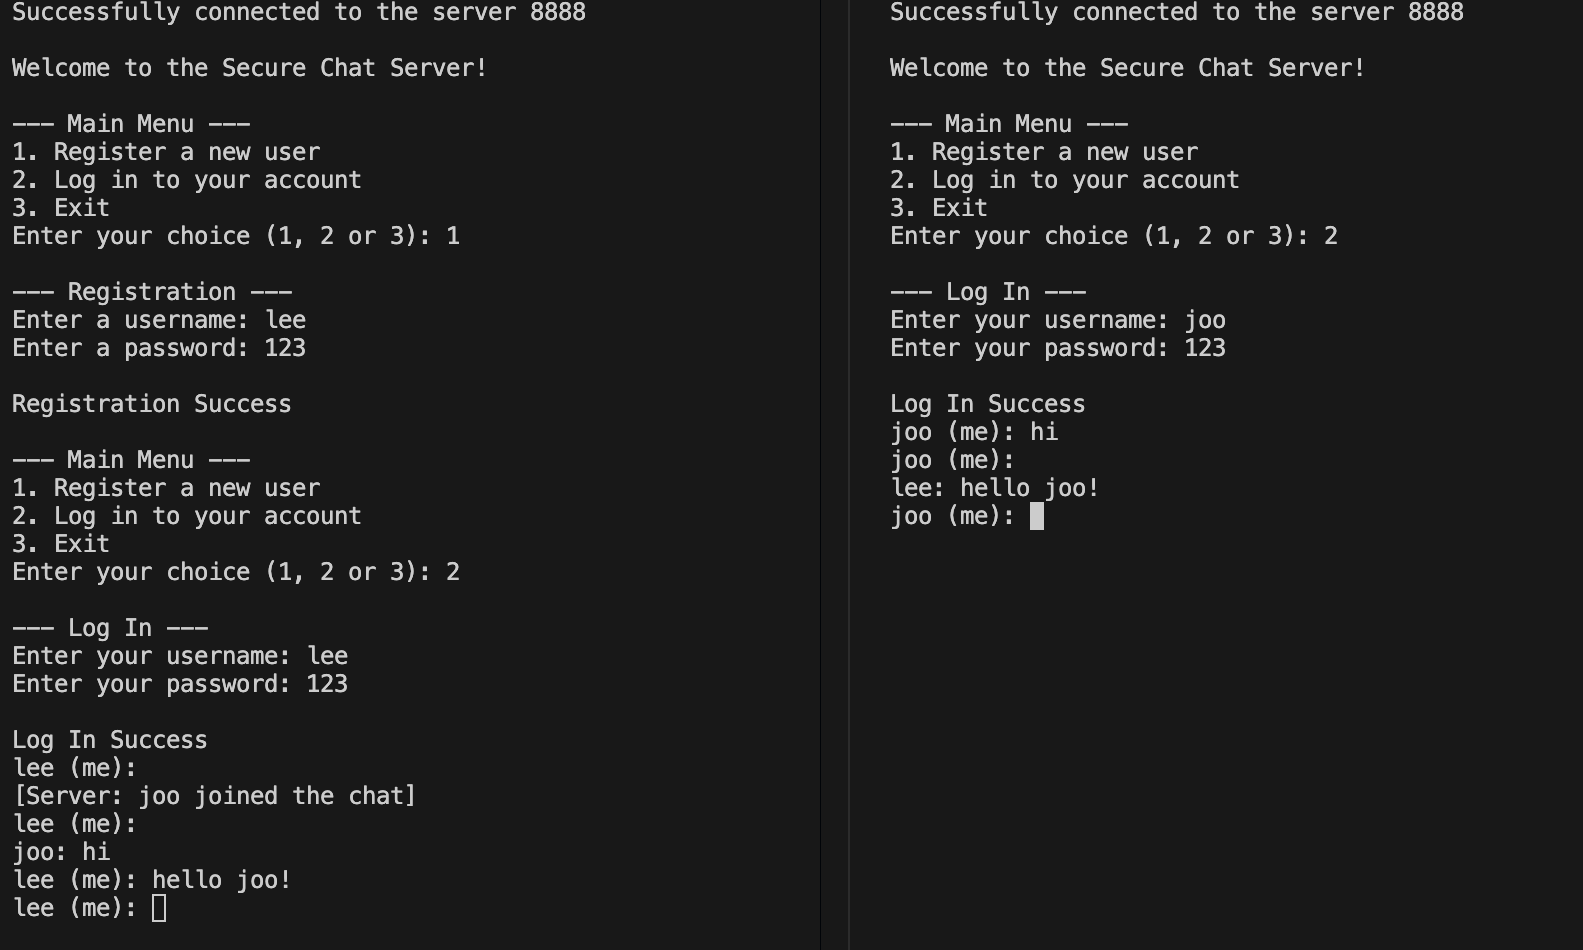 Successfully connected to the server 8888
Welcome to the Secure Chat Server!
--- Main Menu ---
1. Register a new user
2. Log in to your account
3. Exit
Enter your choice (1, 2 or 3): 1
--- Registration ---
Enter a username: lee
Enter a password: 123
Registration Success
--- Main Menu ---
1. Register a new user
2. Log in to your account
3. Exit
Enter your choice (1, 2 or 3): 2
--- Log In ---
Enter your username: lee
Enter your password: 123
Log In Success
lee (me):
[Server: joo joined the chat]
lee (me):
joo: hi
lee (me): hello joo!
lee (me):
Successfully connected to the server 8888
Welcome to the Secure Chat Server!
--- Main Menu ---
1. Register a new user
2. Log in to your account
3. Exit
Enter your choice (1, 2 or 3): 2
--- Log In ---
Enter your username: joo
Enter your password: 123
Log In Success
joo (me): hi
joo (me):
lee: hello joo!
joo (me):